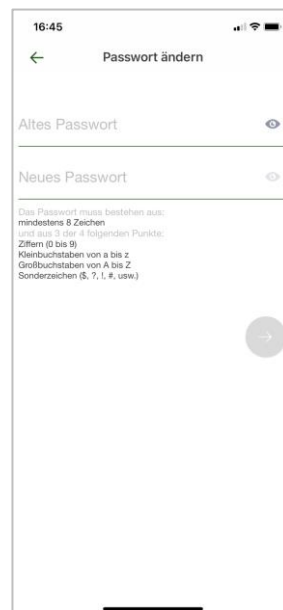 16:45
Passwort ändern
Altes Passwort
Neues Passwort
Das Passwort muss bestehen aus:
mindestens 8 Zeichen
und aus 3 der 4 folgenden Punkte:
Ziffern (0 bis 9)
Kleinbuchstaben von a bis z
Großbuchstaben von A bis Z
Sonderzeichen ($, ?, !, #, usw.)